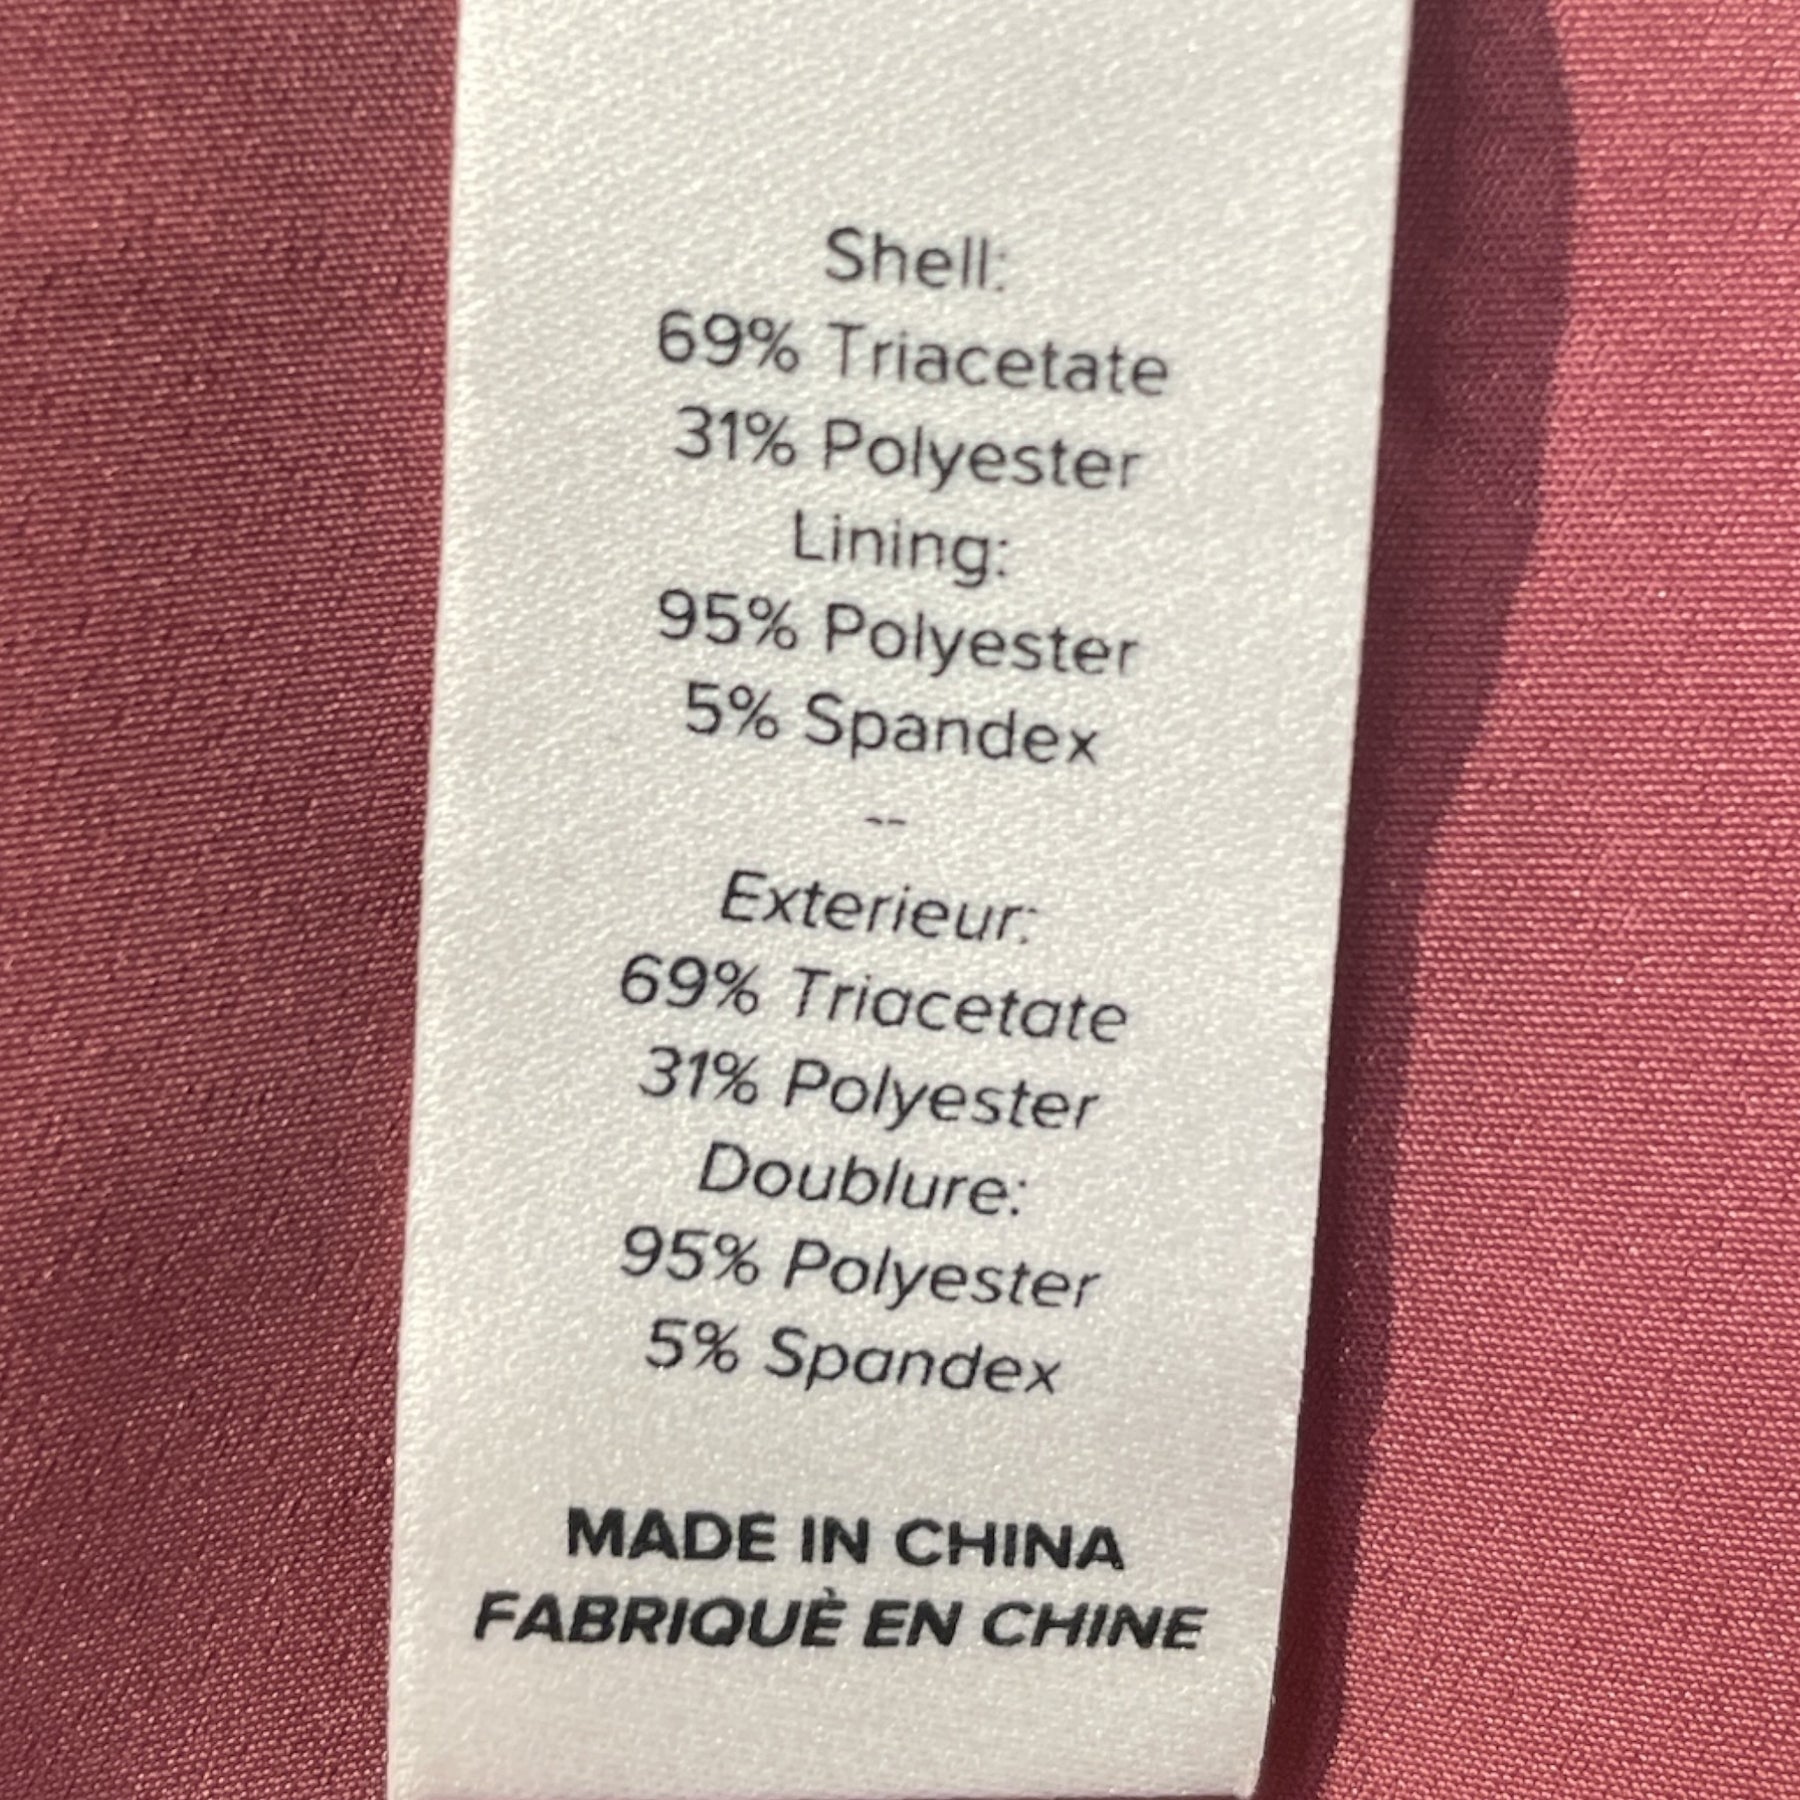 Shell:
69% Triacetate
31% Polyester
Lining:
95% Polyester
5% Spandex
--
Exterieur:
69% Triacetate
31% Polyester
Doublure:
95% Polyester
5% Spandex
MADE IN CHINA
FABRIQUÈ EN CHINE